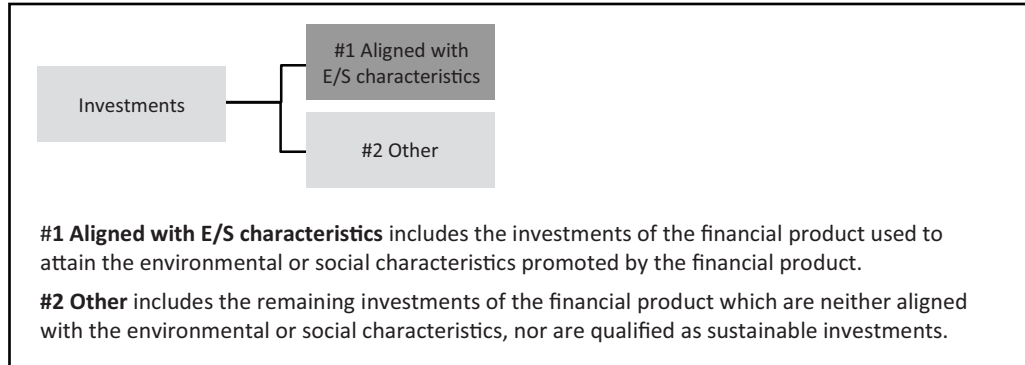 #1 Aligned with
E/S characteristics
Investments
#2 Other
#1 Aligned with E/S characteristics includes the investments of the financial product used to
attain the environmental or social characteristics promoted by the financial product.
#2 Other includes the remaining investments of the financial product which are neither aligned
with the environmental or social characteristics, nor are qualified as sustainable investments.